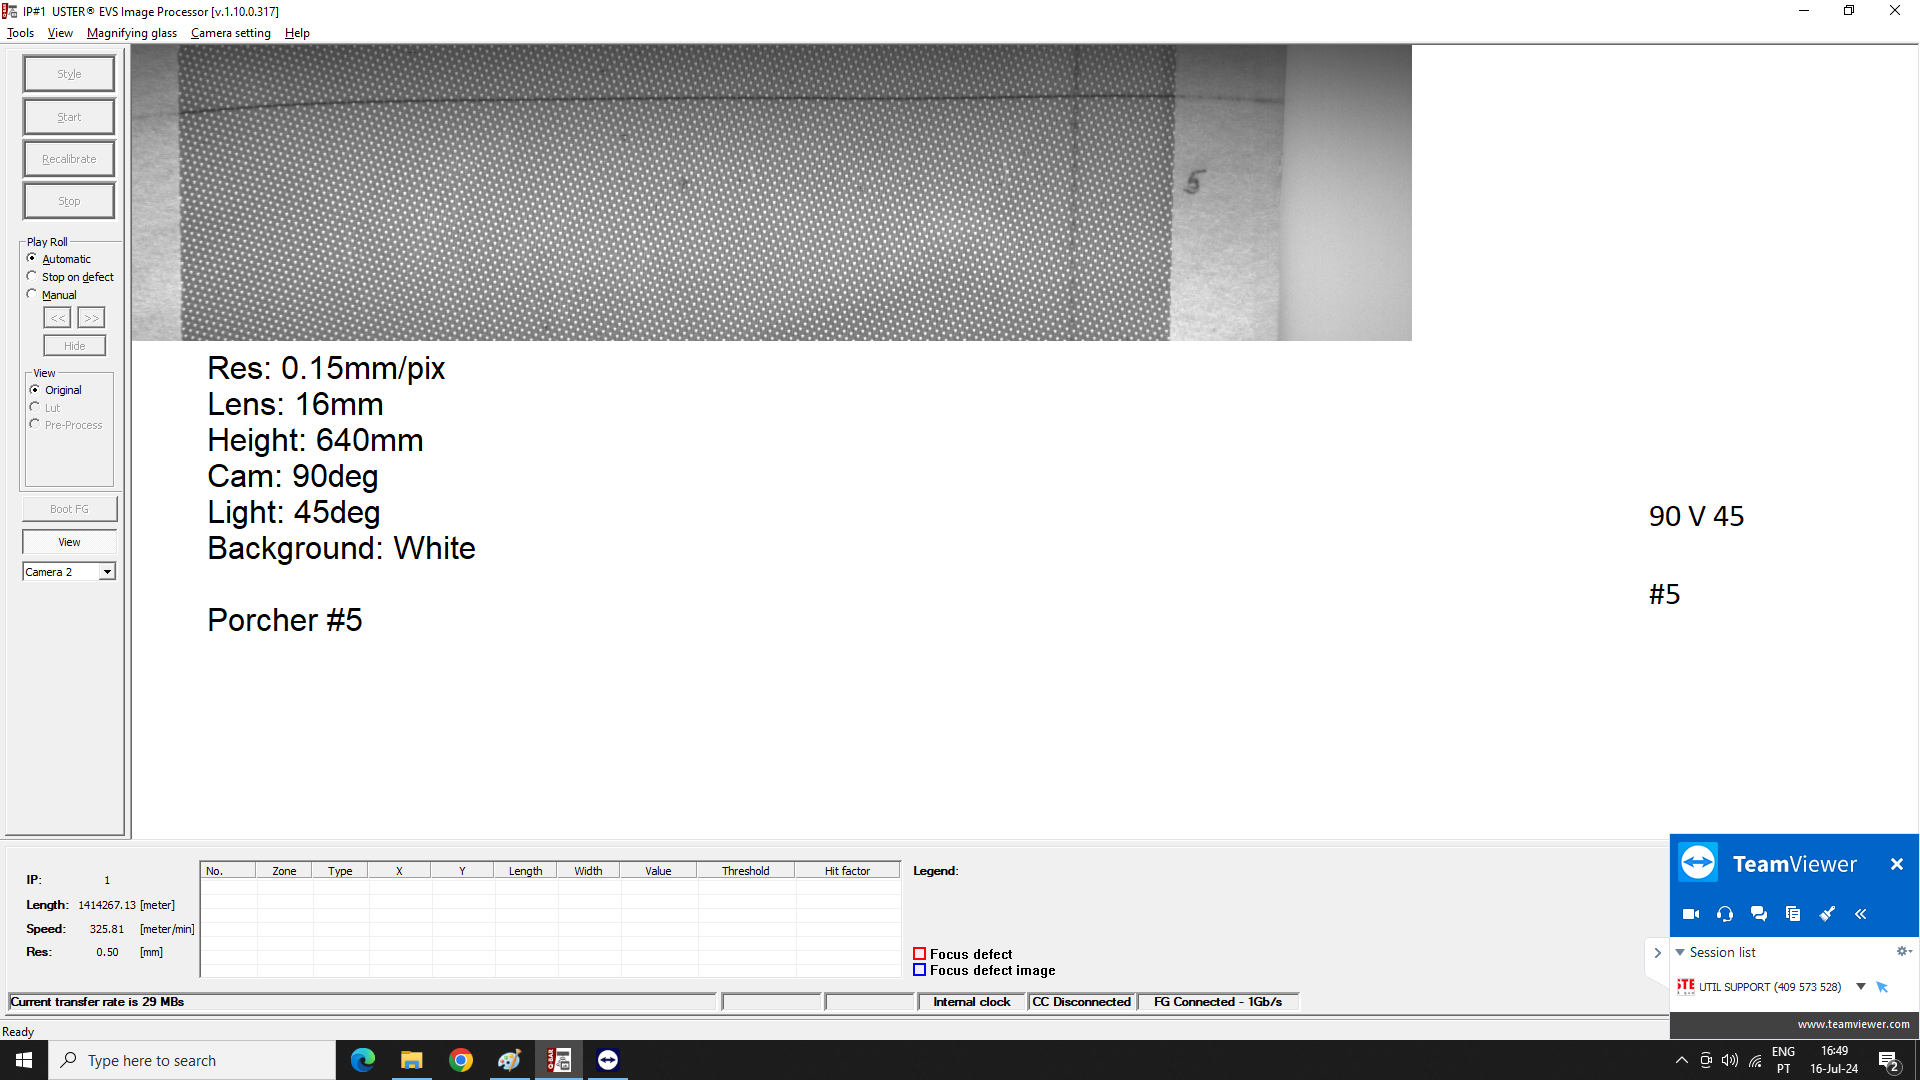 IP#1 USTER® EVS Image Processor [v.1.10.0.317]
Tools View Magnifying glass Camera setting Help
Style
Start
Recalibrate
Stop
Play Roll
Automatic
Stop on defect
Manual
<< >>
Hide
View
Original
Lut
Pre-Process
Boot FG
View
Camera 2
5
Res: 0.15mm/pix
Lens: 16mm
Height: 640mm
Cam: 90deg
Light: 45deg
Background: White
Porcher #5
90 V 45
#5
IP: 1
Length: 1414267.13 [meter]
Speed: 325.81 [meter/min]
Res: 0.50 [mm]
No. Zone Type X Y Length Width Value Threshold Hit factor
Legend:
Focus defect
Focus defect image
Current transfer rate is 29 MBs
Internal clock
CC Disconnected
FG Connected - 1Gb/s
Ready
TeamViewer
Session list
UTIL SUPPORT (409 573 528)
www.teamviewer.com
Type here to search
ENG
PT
16:49
16-Jul-24
2